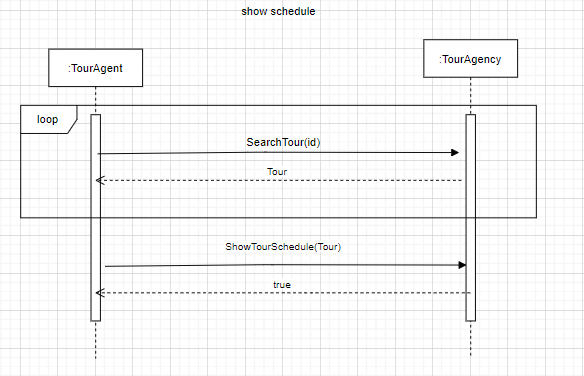 show schedule
:TourAgent
:TourAgency
loop
SearchTour(id)
Tour
ShowTourSchedule(Tour)
true